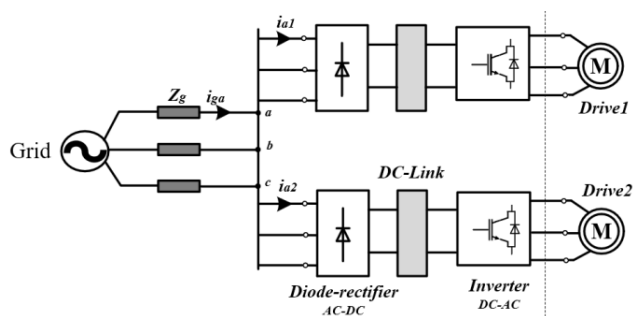 ia1
Zg
iga
a
M
Drive1
Grid
b
c
ia2
DC-Link
Drive2
M
Diode-rectifier
AC-DC
Inverter
DC-AC